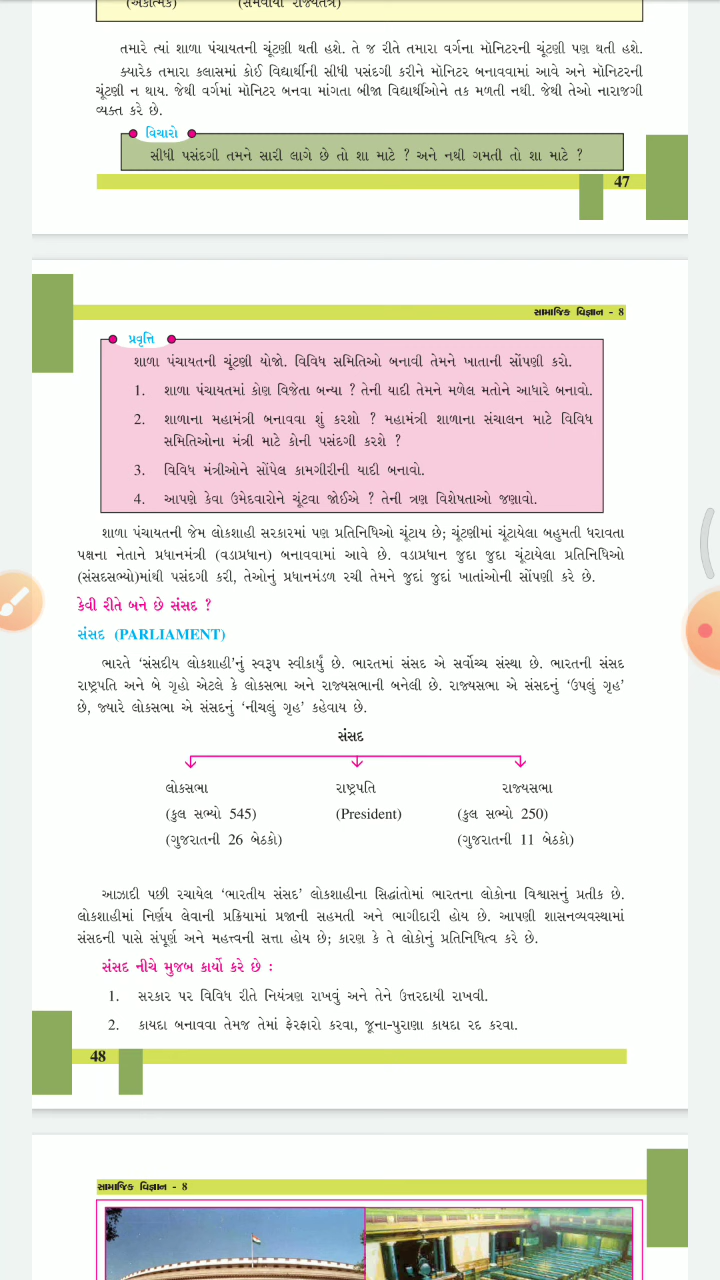 (એકાત્મક) (સમવાયી રાજ્યતંત્ર)
તમારે ત્યાં શાળા પંચાયતની ચૂંટણી થતી હશે. તે જ રીતે તમારા વર્ગના મૉનિટરની ચૂંટણી પણ થતી હશે.
ક્યારેક તમારા કલાસમાં કોઈ વિદ્યાર્થીની સીધી પસંદગી કરીને મૉનિટર બનાવવામાં આવે અને મૉનિટરની
ચૂંટણી ન થાય. જેથી વર્ગમાં મૉનિટર બનવા માંગતા બીજા વિદ્યાર્થીઓને તક મળતી નથી. જેથી તેઓ નારાજગી
વ્યક્ત કરે છે.
વિચારો
સીધી પસંદગી તમને સારી લાગે છે તો શા માટે ? અને નથી ગમતી તો શા માટે ?
47
સામાજિક વિજ્ઞાન - 8
પ્રવૃત્તિ
શાળા પંચાયતની ચૂંટણી યોજો. વિવિધ સમિતિઓ બનાવી તેમને ખાતાની સોંપણી કરો.
1. શાળા પંચાયતમાં કોણ વિજેતા બન્યા ? તેની યાદી તેમને મળેલ મતોને આધારે બનાવો.
2. શાળાના મહામંત્રી બનાવવા શું કરશો ? મહામંત્રી શાળાના સંચાલન માટે વિવિધ
સમિતિઓના મંત્રી માટે કોની પસંદગી કરશે ?
3. વિવિધ મંત્રીઓને સોંપેલ કામગીરીની યાદી બનાવો.
4. આપણે કેવા ઉમેદવારોને ચૂંટવા જોઈએ ? તેની ત્રણ વિશેષતાઓ જણાવો.
શાળા પંચાયતની જેમ લોકશાહી સરકારમાં પણ પ્રતિનિધિઓ ચૂંટાય છે; ચૂંટણીમાં ચૂંટાયેલા બહુમતી ધરાવતા
પક્ષના નેતાને પ્રધાનમંત્રી (વડાપ્રધાન) બનાવવામાં આવે છે. વડાપ્રધાન જુદા જુદા ચૂંટાયેલા પ્રતિનિધિઓ
(સંસદસભ્યો)માંથી પસંદગી કરી, તેઓનું પ્રધાનમંડળ રચી તેમને જુદાં જુદાં ખાતાંઓની સોંપણી કરે છે.
કેવી રીતે બને છે સંસદ ?
સંસદ (PARLIAMENT)
ભારતે ‘સંસદીય લોકશાહી’નું સ્વરૂપ સ્વીકાર્યું છે. ભારતમાં સંસદ એ સર્વોચ્ચ સંસ્થા છે. ભારતની સંસદ
રાષ્ટ્રપતિ અને બે ગૃહો એટલે કે લોકસભા અને રાજ્યસભાની બનેલી છે. રાજ્યસભા એ સંસદનું ‘ઉપલું ગૃહ’
છે, જ્યારે લોકસભા એ સંસદનું ‘નીચલું ગૃહ’ કહેવાય છે.
સંસદ
લોકસભા રાષ્ટ્રપતિ રાજ્યસભા
(કુલ સભ્યો 545) (President) (કુલ સભ્યો 250)
(ગુજરાતની 26 બેઠકો) (ગુજરાતની 11 બેઠકો)
આઝાદી પછી રચાયેલ ‘ભારતીય સંસદ’ લોકશાહીના સિદ્ધાંતોમાં ભારતના લોકોના વિશ્વાસનું પ્રતીક છે.
લોકશાહીમાં નિર્ણય લેવાની પ્રક્રિયામાં પ્રજાની સહમતી અને ભાગીદારી હોય છે. આપણી શાસનવ્યવસ્થામાં
સંસદની પાસે સંપૂર્ણ અને મહત્ત્વની સત્તા હોય છે; કારણ કે તે લોકોનું પ્રતિનિધિત્વ કરે છે.
સંસદ નીચે મુજબ કાર્યો કરે છે :
1. સરકાર પર વિવિધ રીતે નિયંત્રણ રાખવું અને તેને ઉત્તરદાયી રાખવી.
2. કાયદા બનાવવા તેમજ તેમાં ફેરફારો કરવા, જૂના-પુરાણા કાયદા રદ કરવા.
48
સામાજિક વિજ્ઞાન - 8